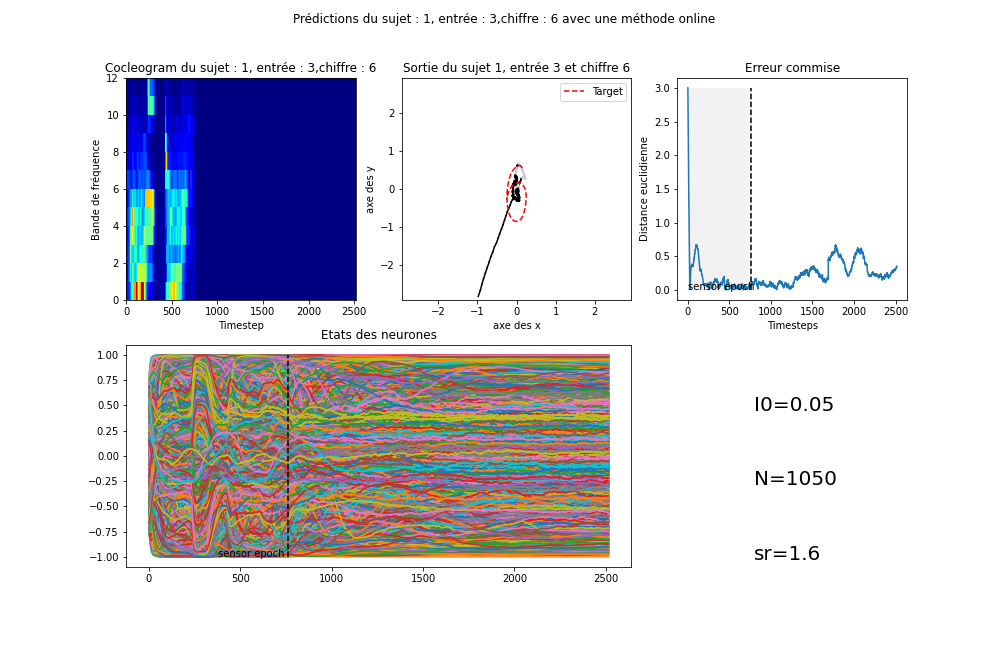 Prédictions du sujet : 1, entrée : 3,chiffre : 6 avec une méthode online
Cocleogram du sujet : 1, entrée : 3,chiffre : 6
Bande de fréquence
12
10
8
6
4
2
0
0 500 1000 1500 2000 2500
Timestep
Sortie du sujet 1, entrée 3 et chiffre 6
Target
axe des y
2
1
0
−1
−2
−2 −1 0 1 2
axe des x
Erreur commise
Distance euclidienne
3.0
2.5
2.0
1.5
1.0
0.5
0.0
sensor epoch
0 500 1000 1500 2000 2500
Timesteps
Etats des neurones
1.00
0.75
0.50
0.25
0.00
−0.25
−0.50
−0.75
−1.00
sensor epoch
0 500 1000 1500 2000 2500
I0=0.05
N=1050
sr=1.6